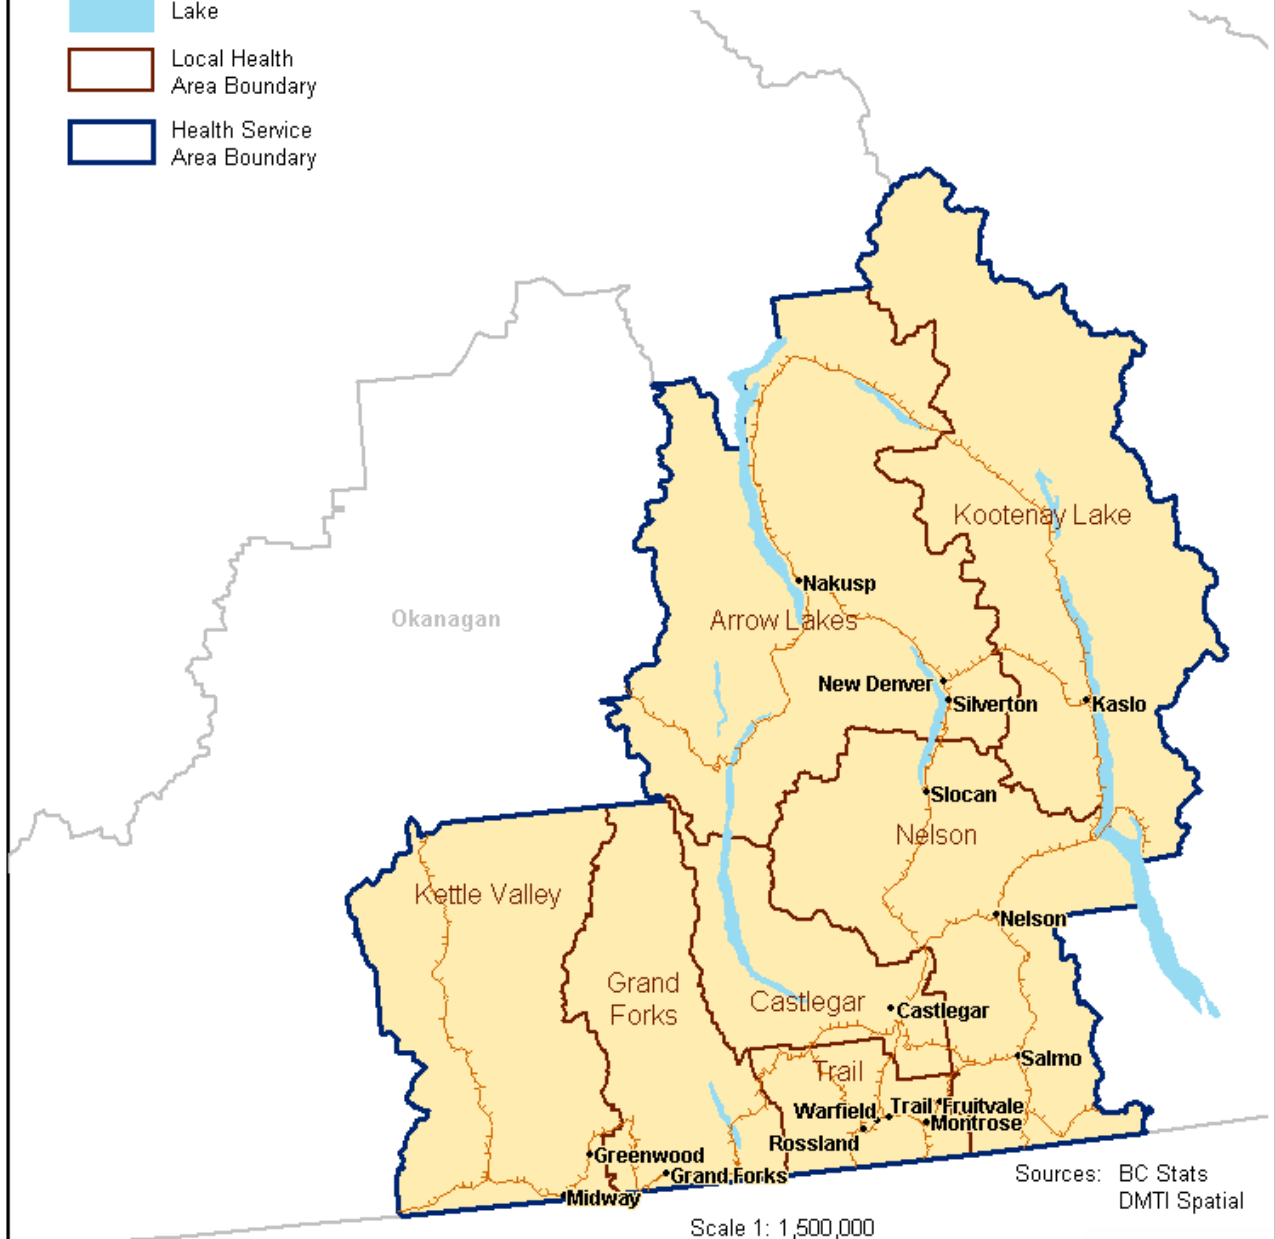 Lake
Local Health
Area Boundary
Health Service
Area Boundary
Kootenay Lake
Nakusp
Okanagan
Arrow Lakes
New Denver
Silverton
Kaslo
Slocan
Nelson
Kettle Valley
Nelson
Grand
Forks
Castlegar
Castlegar
Salmo
Trail
Warfield
Trail
Fruitvale
Montrose
Rossland
Greenwood
Grand Forks
Midway
Sources: BC Stats
DMTI Spatial
Scale 1: 1,500,000